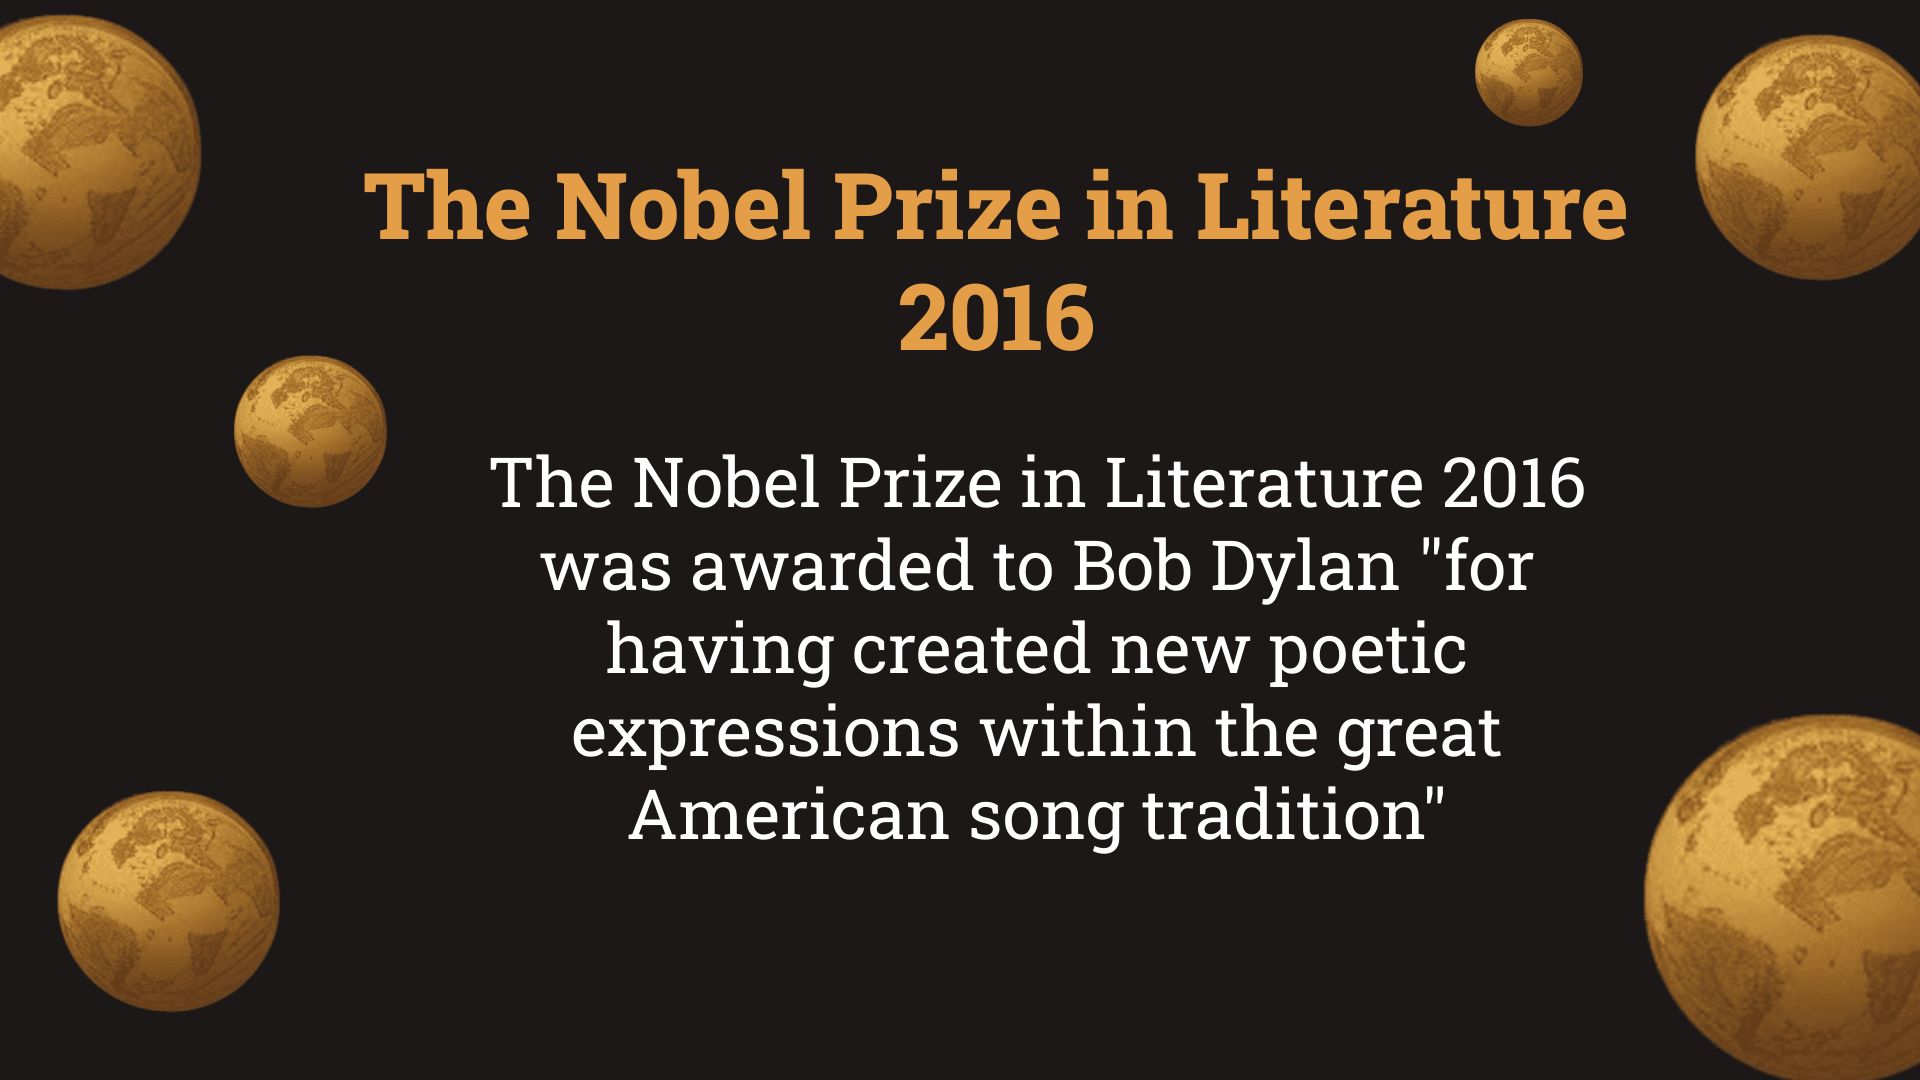 The Nobel Prize in Literature
2016
The Nobel Prize in Literature 2016
was awarded to Bob Dylan "for
having created new poetic
expressions within the great
American song tradition"